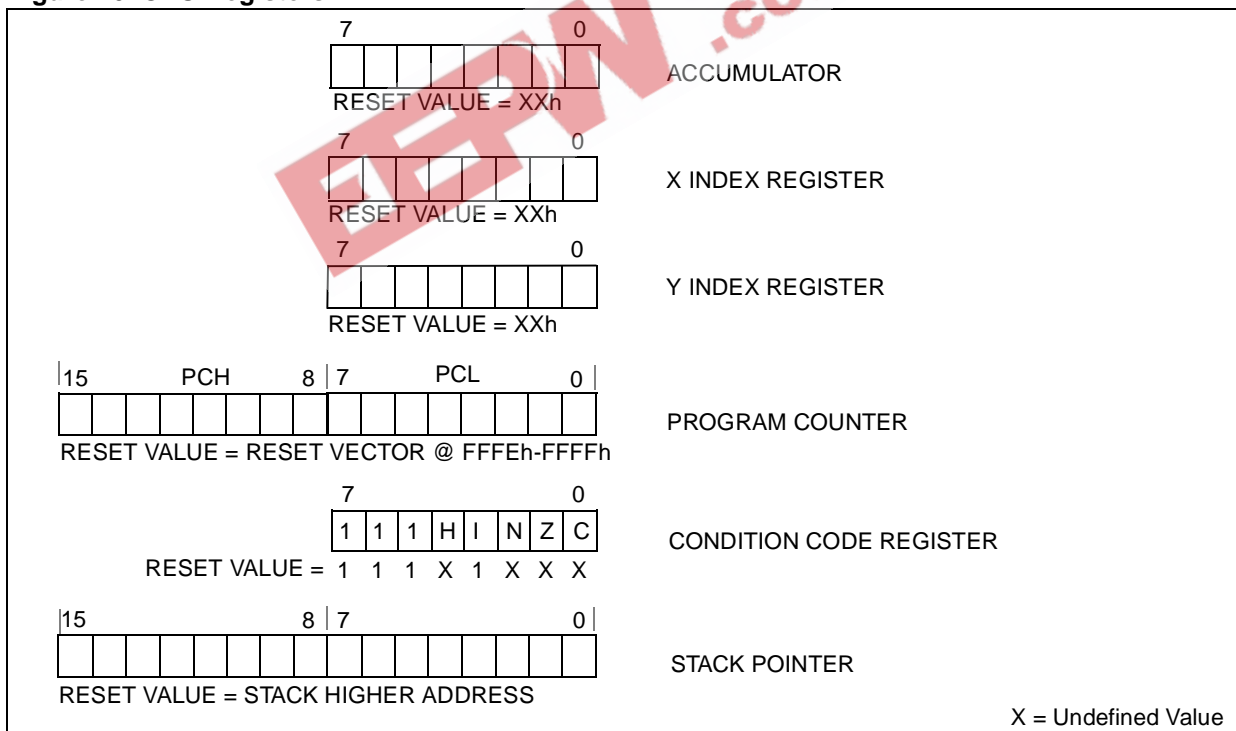 7 0
ACCUMULATOR
RESET VALUE = XXh
7 0
X INDEX REGISTER
RESET VALUE = XXh
7 0
Y INDEX REGISTER
RESET VALUE = XXh
15 PCH 8 7 PCL 0
PROGRAM COUNTER
RESET VALUE = RESET VECTOR @ FFFEh-FFFFh
7 0
1 1 1 H I N Z C
CONDITION CODE REGISTER
RESET VALUE = 1 1 1 X 1 X X X
15 8 7 0
STACK POINTER
RESET VALUE = STACK HIGHER ADDRESS
X = Undefined Value
EEPW